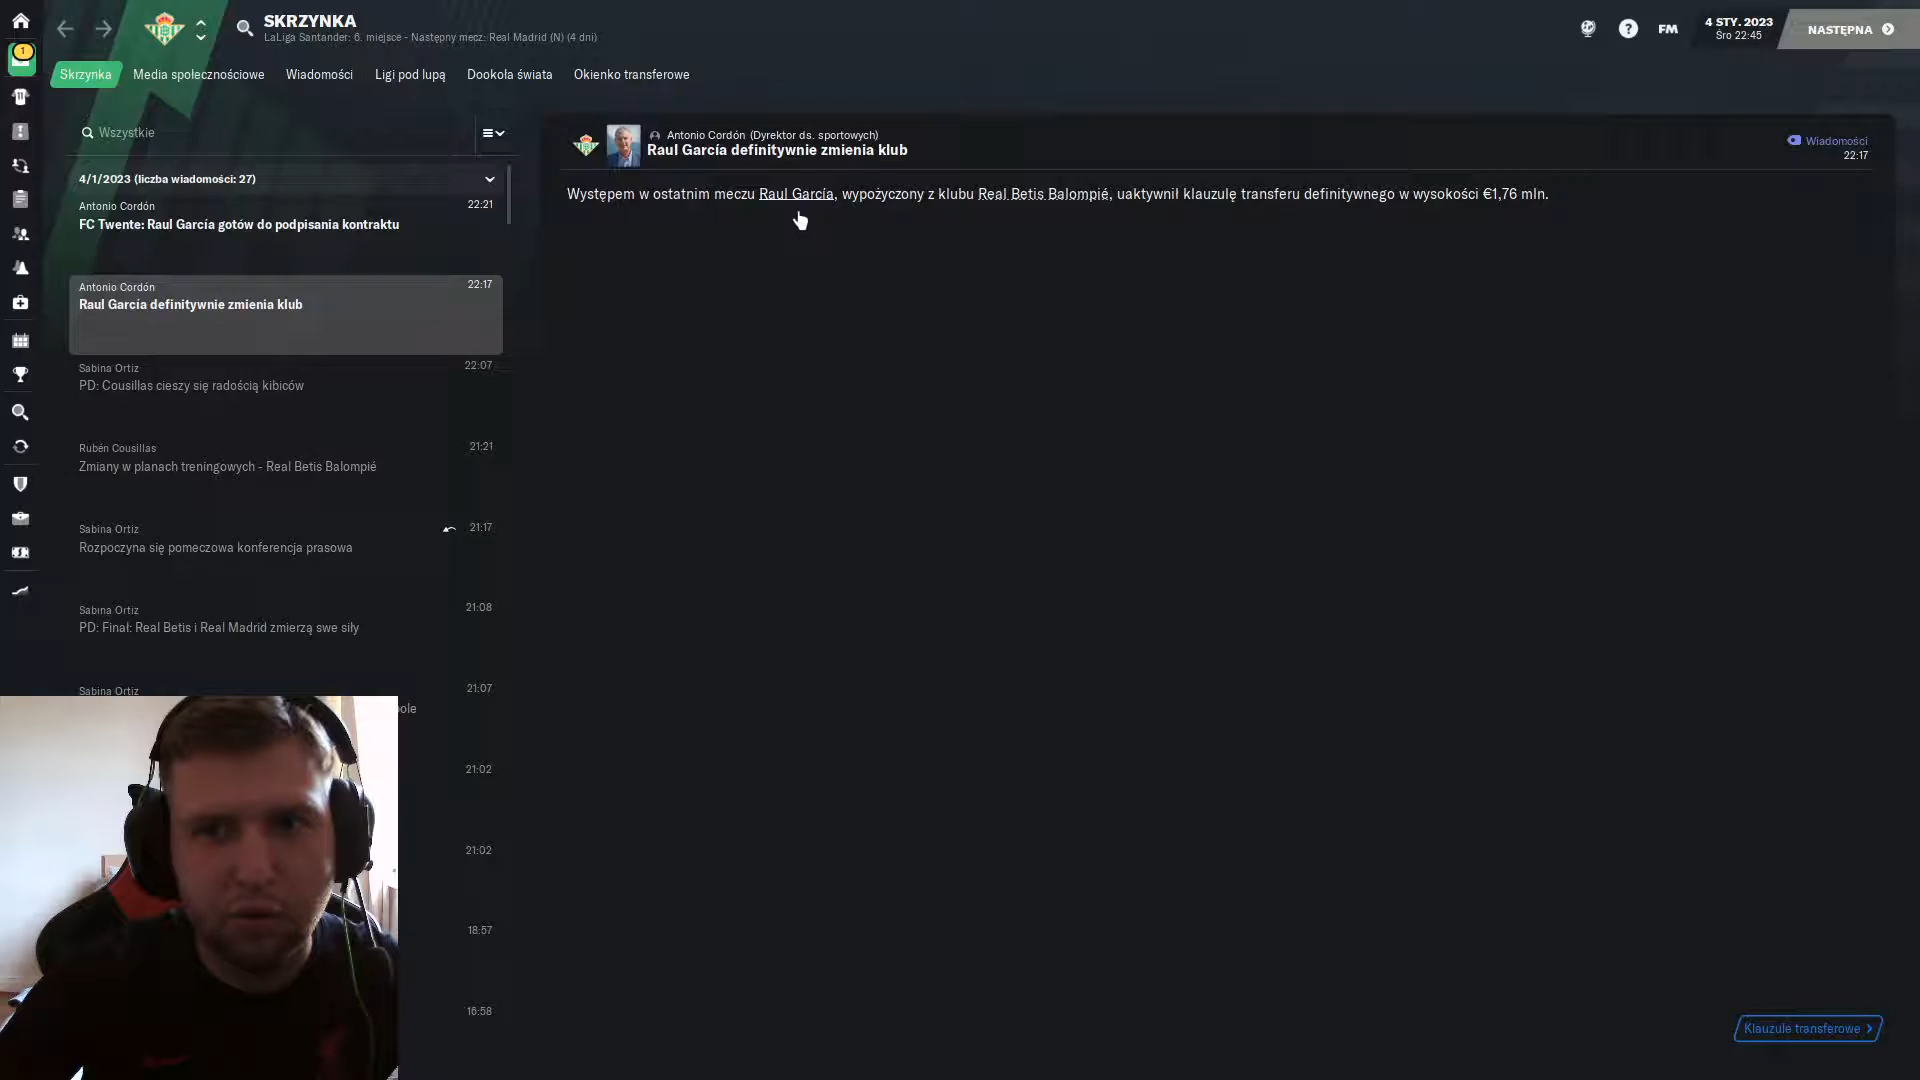 SKRZYNKA
LaLiga Santander: 6. miejsce - Następny mecz: Real Madrid (N) (4 dni)
FM
4 STY. 2023
Śro 22:45
NASTĘPNA
1
Skrzynka
Media społecznościowe
Wiadomości
Ligi pod lupą
Dookoła świata
Okienko transferowe
Wszystkie
4/1/2023 (liczba wiadomości: 27)
Antonio Cordón
22:21
FC Twente: Raul García gotów do podpisania kontraktu
Antonio Cordón
22:17
Raul García definitywnie zmienia klub
Sabina Ortiz
22:07
PD: Cousillas cieszy się radością kibiców
Rubén Cousillas
21:21
Zmiany w planach treningowych - Real Betis Balompié
Sabina Ortiz
21:17
Rozpoczyna się pomeczowa konferencja prasowa
Sabina Ortiz
21:08
PD: Finał: Real Betis i Real Madrid zmierzą swe siły
Sabina Ortiz
21:07
pole
21:02
21:02
18:57
16:58
Antonio Cordón (Dyrektor ds. sportowych)
Raul García definitywnie zmienia klub
Wiadomości
22:17
Występem w ostatnim meczu Raul García, wypożyczony z klubu Real Betis Balompié, uaktywnił klauzulę transferu definitywnego w wysokości €1,76 mln.
Klauzule transferowe